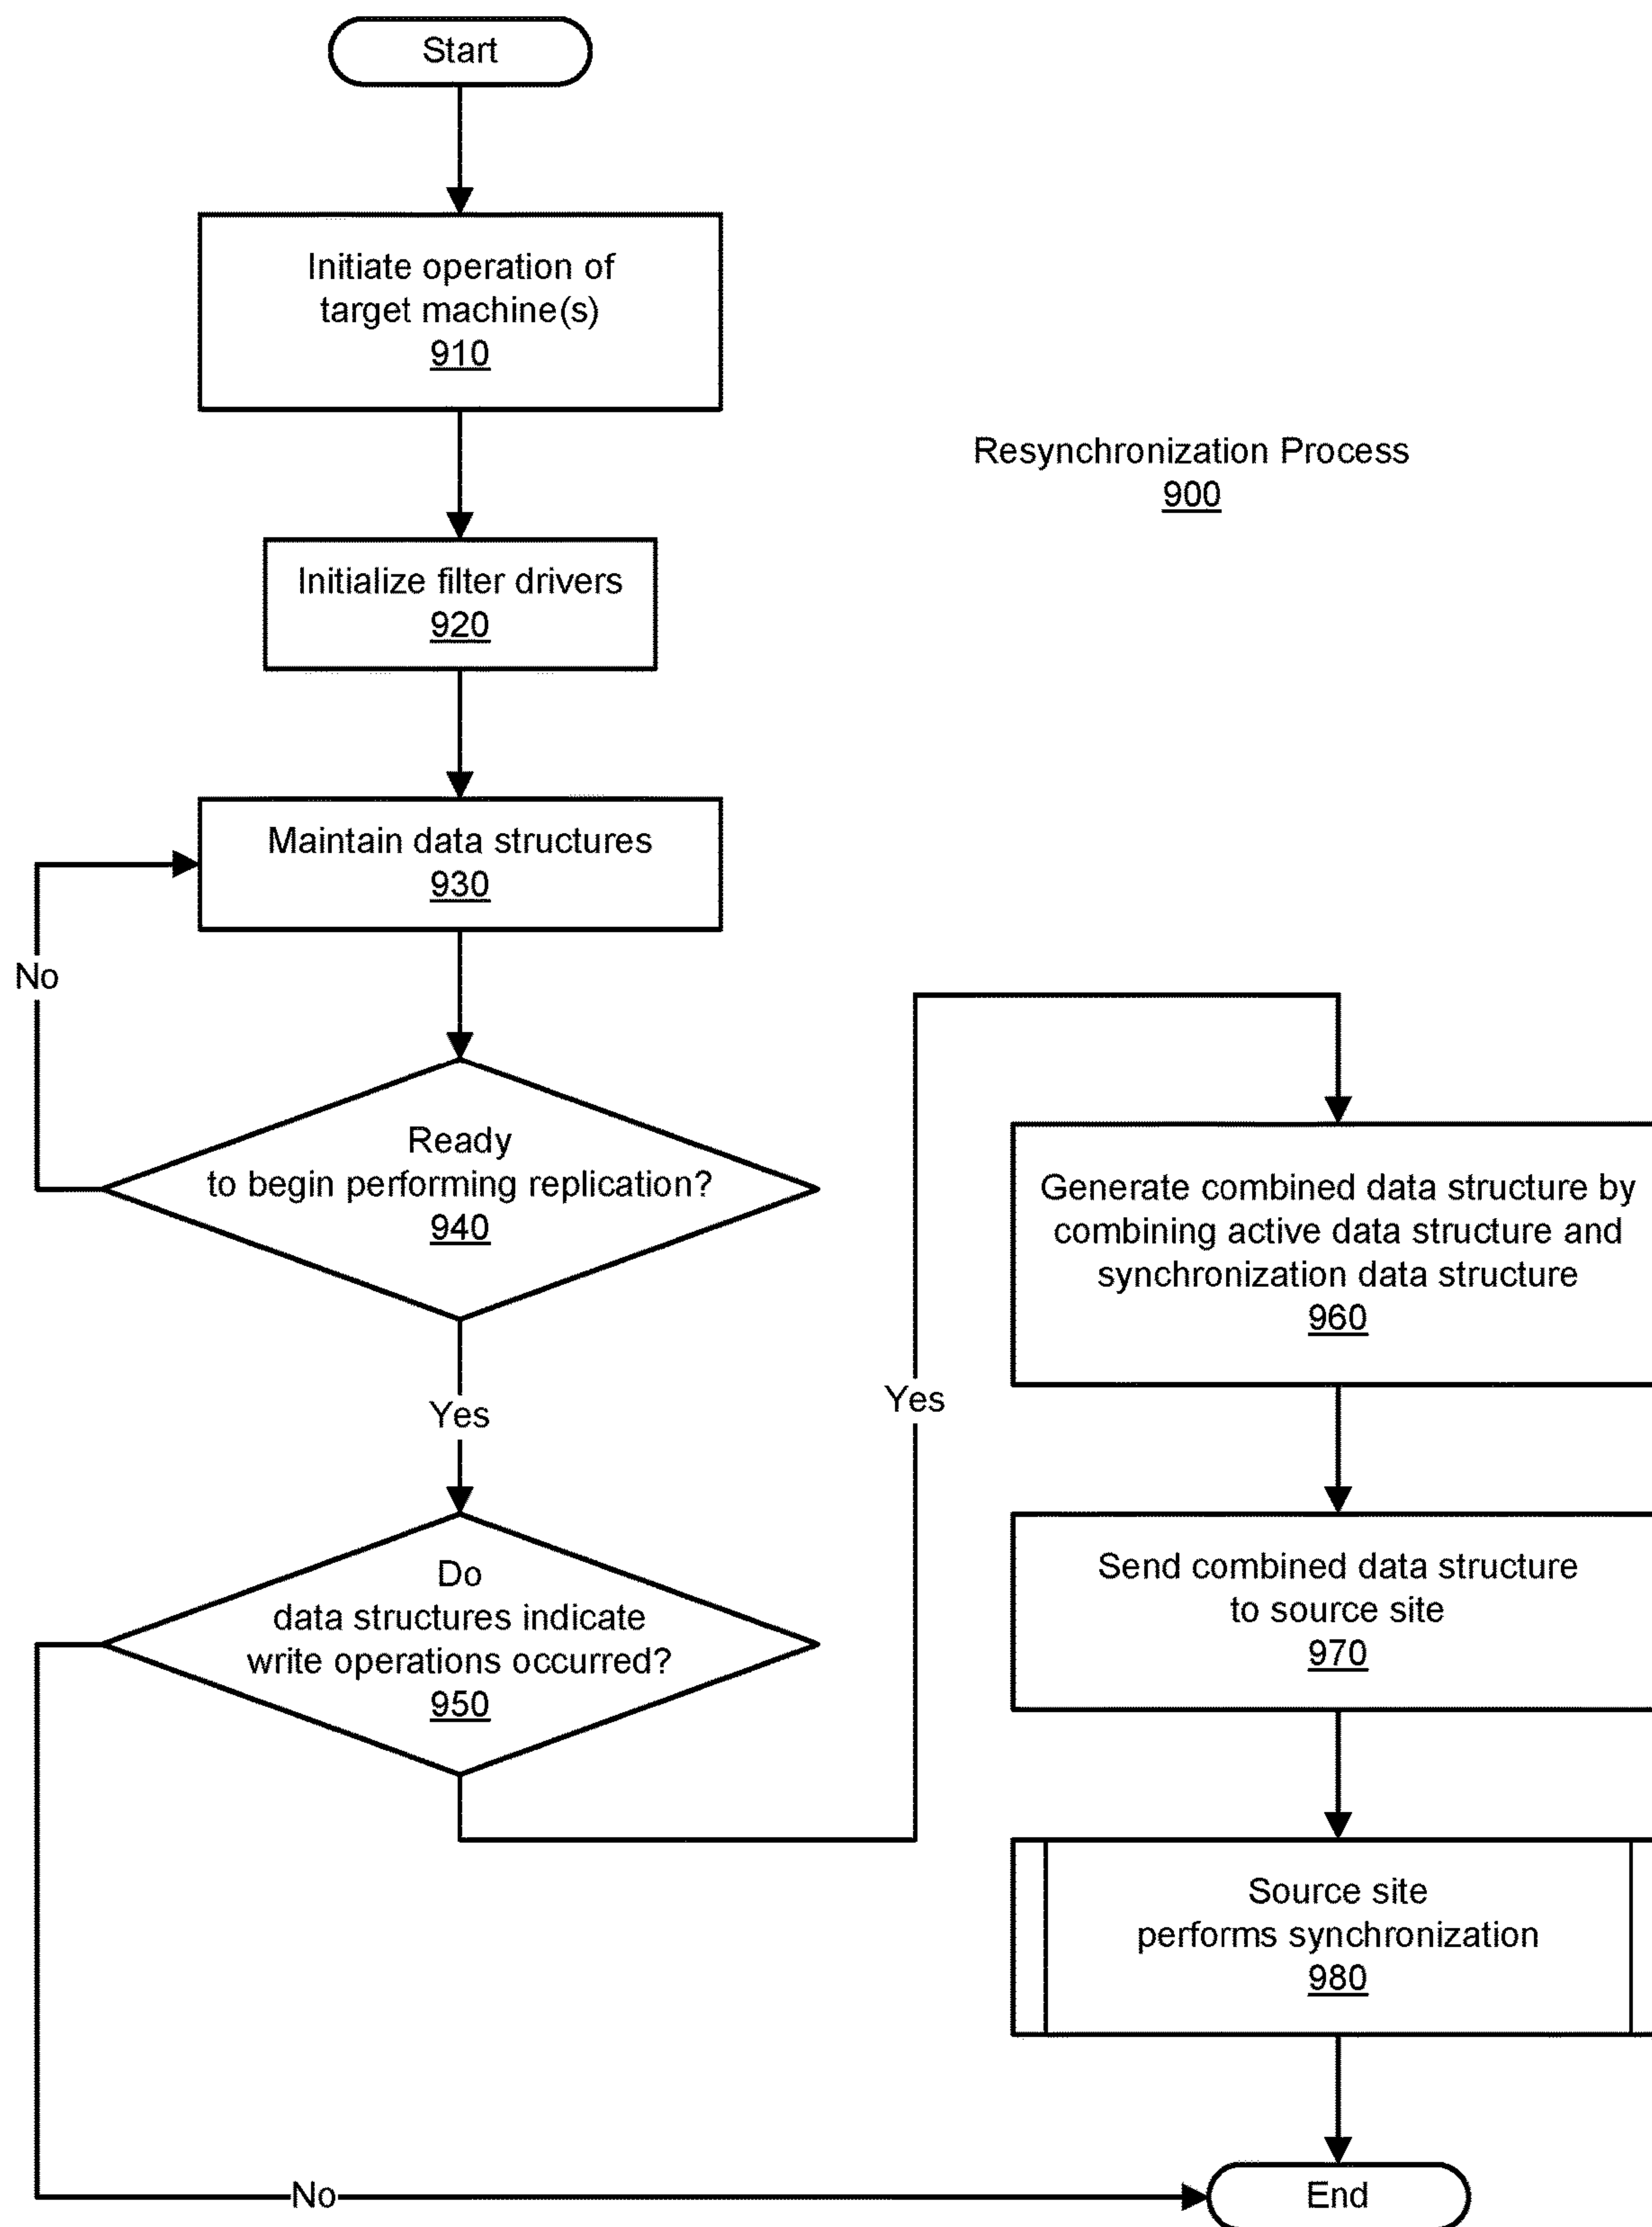 Start
Initiate operation of
target machine(s)
910
Resynchronization Process
900
Initialize filter drivers
920
Maintain data structures
930
No
Ready
to begin performing replication?
940
Yes
Do
data structures indicate
write operations occurred?
950
Yes
Generate combined data structure by
combining active data structure and
synchronization data structure
960
Send combined data structure
to source site
970
Source site
performs synchronization
980
No
End